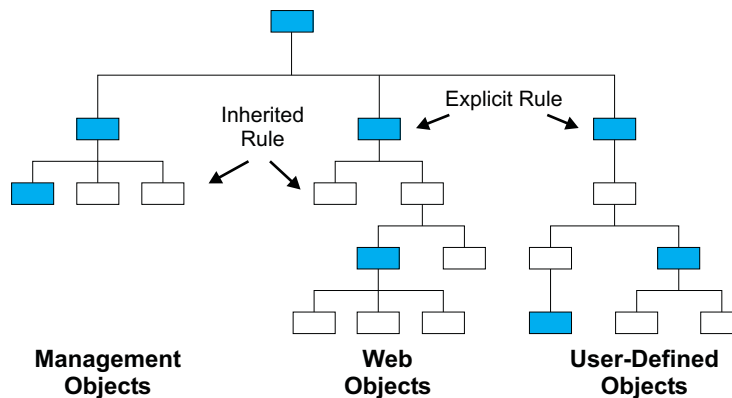 Explicit Rule
Inherited
Rule
Management
Objects
Web
Objects
User-Defined
Objects